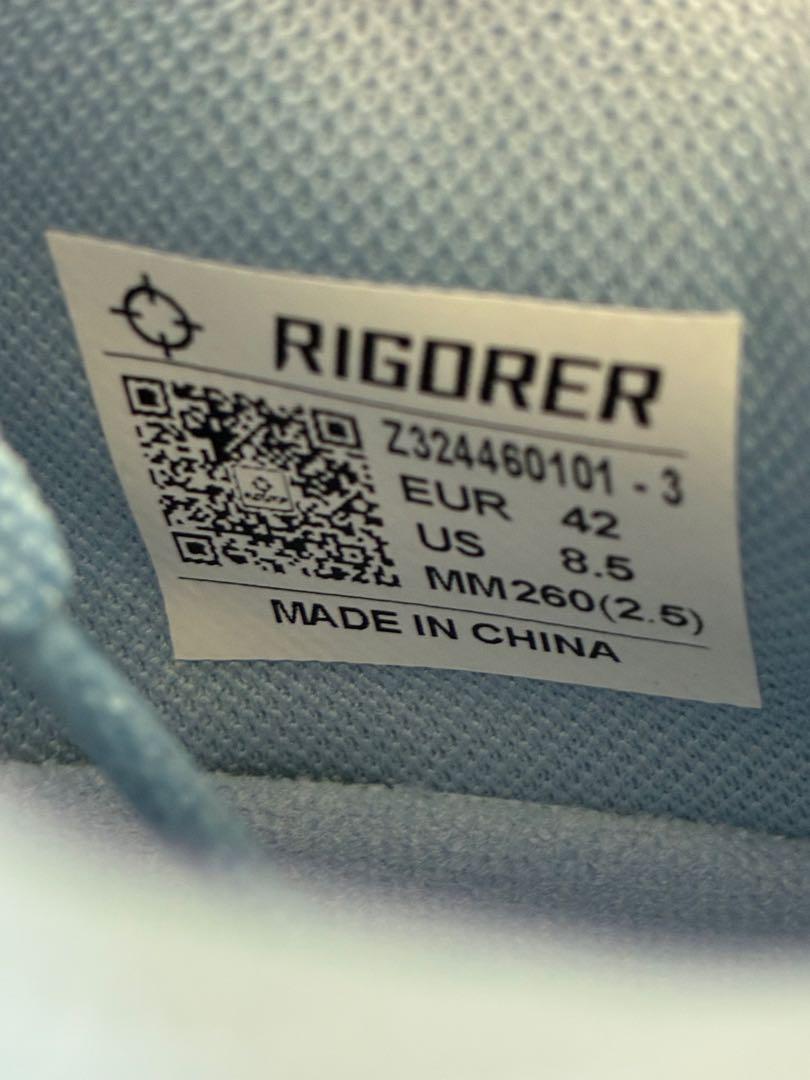 RIGORER
Z324460101 - 3
EUR 42
US 8.5
MM260(2.5)
MADE IN CHINA